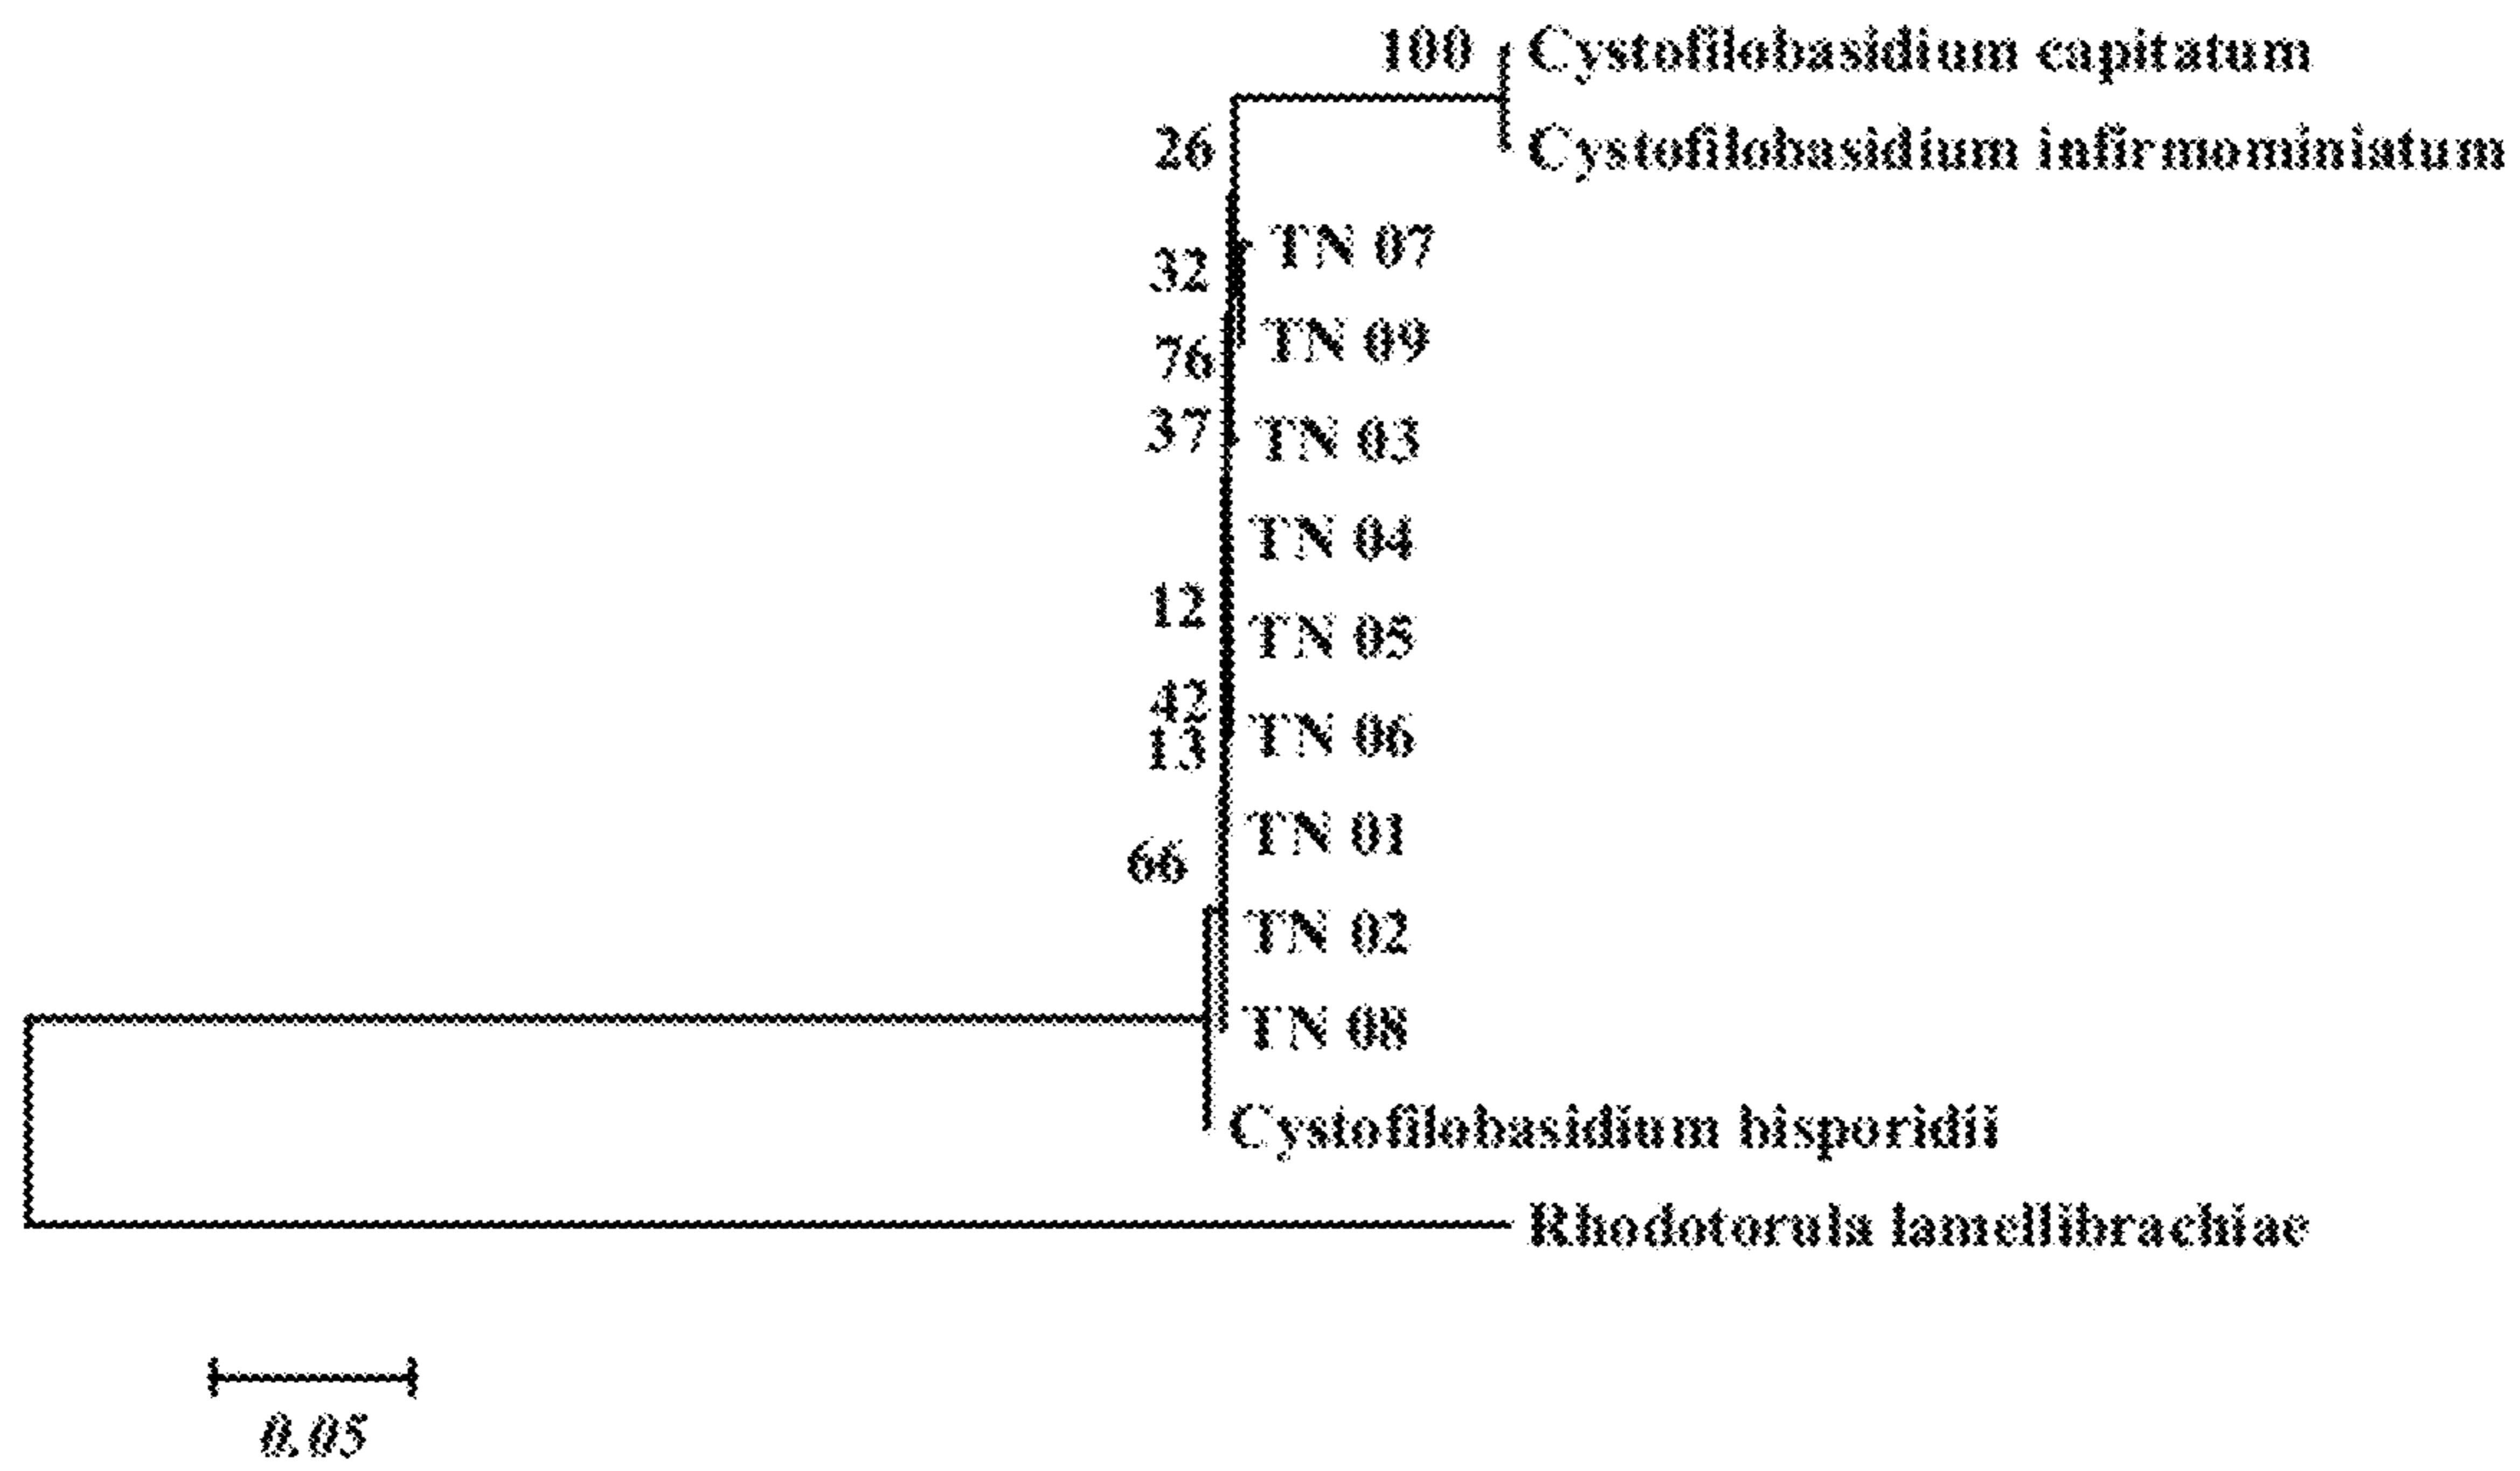 100 Cystofilobasidium capitatum
26 Cystofilobasidium infirmominiatum
TN 07
32
TN 09
76
37 TN 03
TN 04
12 TN 05
42
TN 06
13
TN 01
66
TN 02
TN 08
Cystofilobasidium bisporidii
Rhodotorula lamellibrachiae
0.05